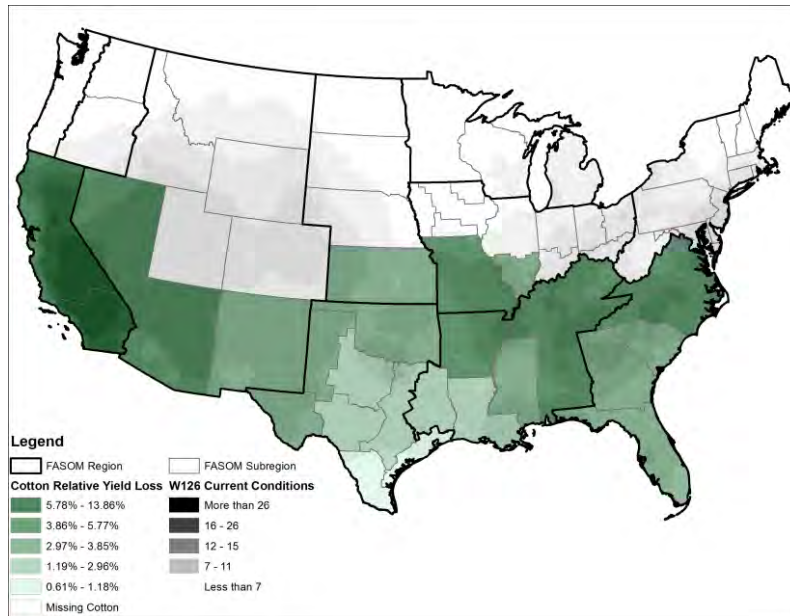 Legend
FASOM Region FASOM Subregion
Cotton Relative Yield Loss W126 Current Conditions
5.78% - 13.86% More than 26
3.86% - 5.77% 16 - 26
2.97% - 3.85% 12 - 15
1.19% - 2.96% 7 - 11
0.61% - 1.18% Less than 7
Missing Cotton